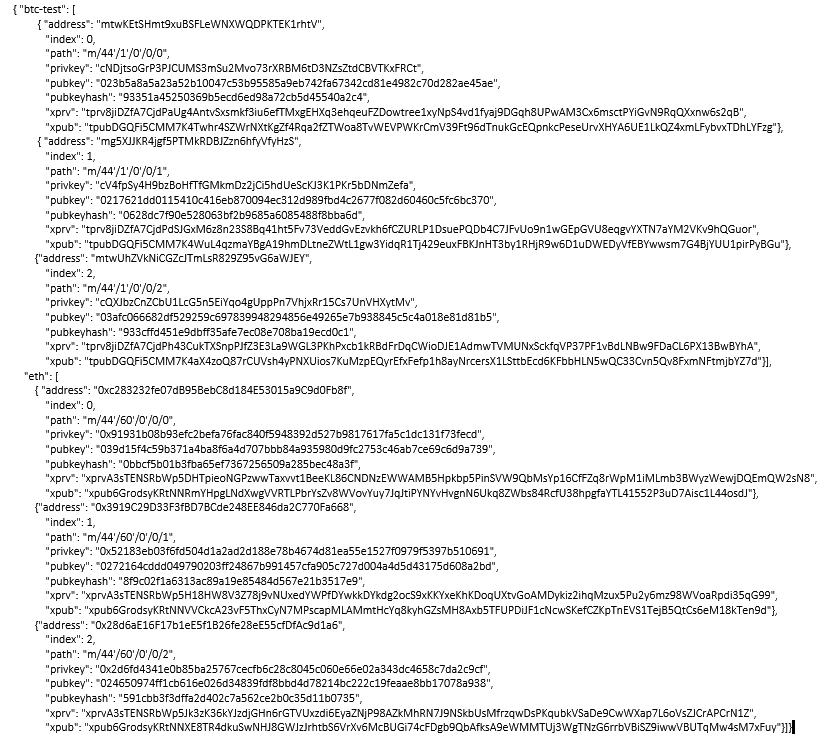 { "btc-test": [
{ "address": "mtwKEtSHmt9xuBSFLeWNXWQDPKTEK1rhtV",
"index": 0,
"path": "m/44'/1'/0'/0/0",
"privkey": "cNDjtsoGrP3PJCUMS3mSu2Mvo73rXRBM6tD3NZsZtdCBVTKxFRCt",
"pubkey": "023b5a8a5a23a52b10047c53b95585a9eb742fa67342cd81e4982c70d282ae45ae",
"pubkeyhash": "93351a45250369b5ecd6ed98a72cb5d45540a2c4",
"xprv": "tprv8jiDZfA7CjdPaUg4AntvSxsmkf3iu6efTMxgEHXq3ehqeuFZDowtree1xyNpS4vd1fyaj9DGqh8UPwAM3Cx6msctPYiGvN9RqQXxnw6s2qB",
"xpub": "tpubDGQFi5CMM7K4Twhr4SZWrNXtKgZf4Rqa2fZTWoa8TvWEVPWKrCmV39Ft96dTnukGcEQpnkcPeseUrvXHYA6UE1LkQZ4xmLFybvxTDhLYFzg"},
{ "address": "mg5XJJKR4jgf5PTMkRDBJZzn6hfyVfyHzS",
"index": 1,
"path": "m/44'/1'/0'/0/1",
"privkey": "cV4fpSy4H9bzBoHfTfGMkmDz2jCi5hdUeScKJ3K1PKr5bDNmZefa",
"pubkey": "0217621dd0115410c416eb870094ec312d989fbd4c2677f082d60460c5fc6bc370",
"pubkeyhash": "0628dc7f90e528063bf2b9685a6085488f8bba6d",
"xprv": "tprv8jiDZfA7CjdPdSJGxM6z8n23S8Bq41ht5Fv73VeddGvEzvkh6fCZURLP1DsuePQDb4C7JFvUo9n1wGEpGVU8eqgvYXTN7aYM2VKv9hQGuor",
"xpub": "tpubDGQFi5CMM7K4WuL4qzmaYBgA19hmDLtneZWtL1gw3YidqR1Tj429euxFBKJnHT3by1RHjR9w6D1uDWEDyVfEBYwwsm7G4BjYUU1pirPyBGu"},
{"address": "mtwUhZVkNiCGZcJTmLsR829Z95vG6aWJEY",
"index": 2,
"path": "m/44'/1'/0'/0/2",
"privkey": "cQXJbzCnZCbU1LcG5n5EiYqo4gUppPn7VhjxRr15Cs7UnVHXytMv",
"pubkey": "03afc066682df529259c697839948294856e49265e7b938845c5c4a018e81d81b5",
"pubkeyhash": "933cffd451e9dbff35afe7ec08e708ba19ecd0c1",
"xprv": "tprv8jiDZfA7CjdPh43CukTXSnpPJfZ3E3La9WGL3PKhPxcb1kRBdFrDqCWioDJE1AdmwTVMUNxSckfqVP37PF1vBdLNBw9FDaCL6PX13BwBYhA",
"xpub": "tpubDGQFi5CMM7K4aX4zoQ87rCUVsh4yPNXUios7KuMzpEQyrEfxFefp1h8ayNrcersX1LSttbEcd6KFbbHLN5wQC33Cvn5Qv8FxmNFtmjbYZ7d"}],
"eth": [
{ "address": "0xc283232fe07dB95BebC8d184E53015a9C9d0Fb8f",
"index": 0,
"path": "m/44'/60'/0'/0/0",
"privkey": "0x91931b08b93efc2befa76fac840f5948392d527b9817617fa5c1dc131f73fecd",
"pubkey": "039d15f4c59b371a4ba8f6a4d707bbb84a935980d9fc2753c46ab7ce69c6d9a739",
"pubkeyhash": "0bbcf5b01b3fba65ef7367256509a285bec48a3f",
"xprv": "xprvA3sTENSRbWp5DHTpieoNGPzwwTaxvvt1BeeKL86CNDNzEWWAMB5Hpkbp5PinSVW9QbMsYp16CfFZq8rWpM1iMLmb3BWyzWewjDQEmQW2sN8",
"xpub": "xpub6GrodsyKRtNNRmYHpgLNdXwgVVRTLPbrYsZv8WVovYuy7JqJtiPYNYvHvgnN6Ukq8ZWbs84RcfU38hpgfaYTL41552P3uD7Aisc1L44osdJ"},
{"address": "0x3919C29D33F3fBD7BCde248EE846da2C770Fa668",
"index": 1,
"path": "m/44'/60'/0'/0/1",
"privkey": "0x52183eb03f6fd504d1a2ad2d188e78b4674d81ea55e1527f0979f5397b510691",
"pubkey": "0272164cddd049790203ff24867b991457cfa905c727d004a4d5d43175d608a2bd",
"pubkeyhash": "8f9c02f1a6313ac89a19e85484d567e21b3517e9",
"xprv": "xprvA3sTENSRbWp5H18HW8V3Z78j9vNUxedYWPfDYwkkDYkdg2ocS9xKKYxeKhKDoqUXtvGoAMDykiz2ihqMzux5Pu2y6mz98WVoaRpdi35qG99",
"xpub": "xpub6GrodsyKRtNNVVCkcA23vF5ThxCyN7MPscapMLAMmtHcYq8kyhGZsMH8Axb5TFUPDiJF1cNcwSKefCZKpTnEVS1TejB5QtCs6eM18kTen9d"},
{"address": "0x28d6aE16F17b1eE5f1B26fe28eE55cfDfAc9d1a6",
"index": 2,
"path": "m/44'/60'/0'/0/2",
"privkey": "0x2d6fd4341e0b85ba25767cecfb6c28c8045c060e66e02a343dc4658c7da2c9cf",
"pubkey": "024650974ff1cb616e026d34839fdf8bbd4d78214bc222c19feaae8bb17078a938",
"pubkeyhash": "591cbb3f3dffa2d402c7a562ce2b0c35d11b0735",
"xprv": "xprvA3sTENSRbWp5Jk3zK36kYJzdjGHn6rGTVUxzdi6EyaZNjP98AZkMhRN7J9NSkbUsMfrzqwDsPKqubkVSaDe9CwWXap7L6oVsZJCrAPCrN1Z",
"xpub": "xpub6GrodsyKRtNNXE8TR4dkuSwNHJ8GWJzJrhtbS6VrXv6McBUGi74cFDgb9QbAfksA9eWMMTUj3WgTNzG6rrbVBiSZ9iwwVBUTqMw4sM7xFuy"}]}